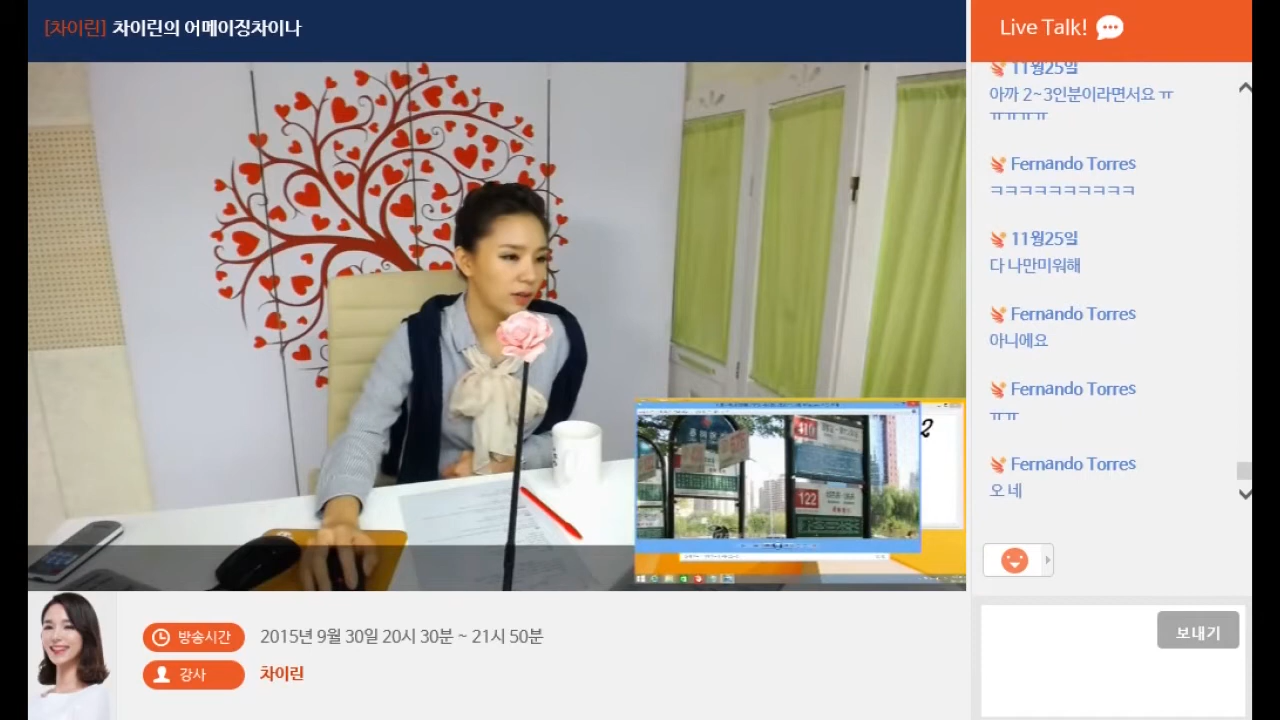 [차이린] 차이린의 어메이징차이나
Live Talk!
11월25일
아까 2~3인분이라면서요 ㅠ
ㅠㅠㅠㅠ
Fernando Torres
ㅋㅋㅋㅋㅋㅋㅋㅋㅋㅋ
11월25일
다 나만미워해
Fernando Torres
아니에요
Fernando Torres
ㅠㅠ
Fernando Torres
오 네
보내기
410
122
2
방송시간 2015년 9월 30일 20시 30분 ~ 21시 50분
강사 차이린